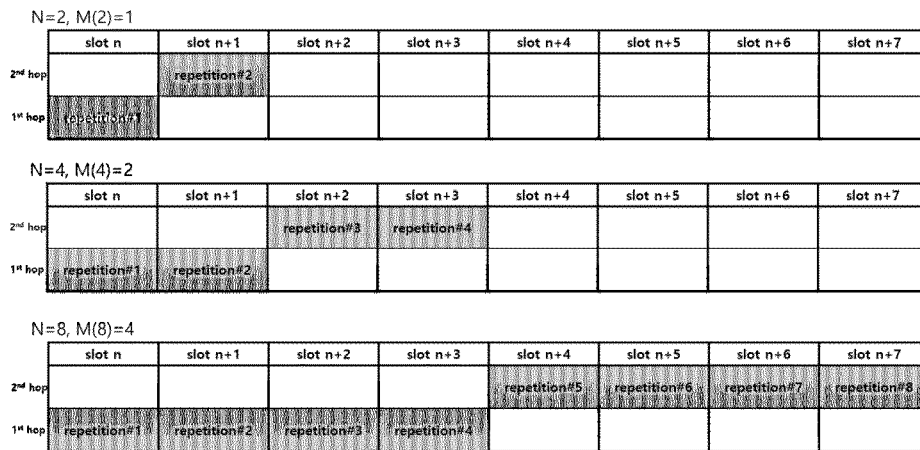 N=2, M(2)=1
slot n slot n+1 slot n+2 slot n+3 slot n+4 slot n+5 slot n+6 slot n+7
2nd hop repetition#2
1st hop repetition#1
N=4, M(4)=2
slot n slot n+1 slot n+2 slot n+3 slot n+4 slot n+5 slot n+6 slot n+7
2nd hop repetition#3 repetition#4
1st hop repetition#1 repetition#2
N=8, M(8)=4
slot n slot n+1 slot n+2 slot n+3 slot n+4 slot n+5 slot n+6 slot n+7
2nd hop repetition#5 repetition#6 repetition#7 repetition#8
1st hop repetition#1 repetition#2 repetition#3 repetition#4